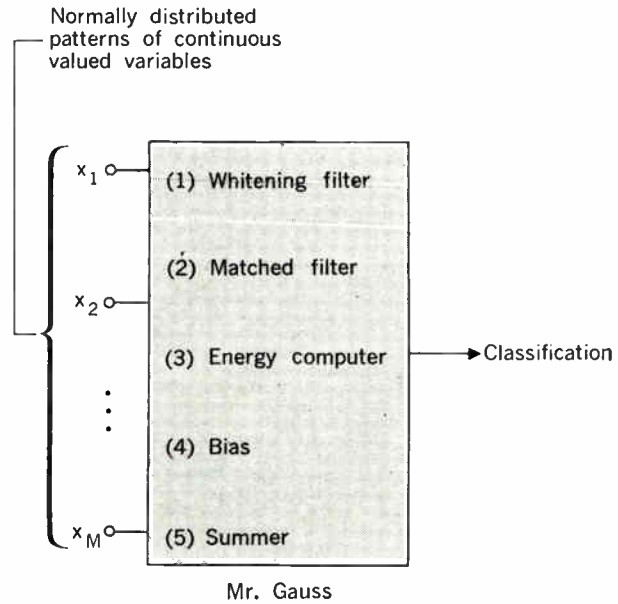 Normally distributed
patterns of continuous
valued variables
x1
(1) Whitening filter
(2) Matched filter
x2
(3) Energy computer
Classification
(4) Bias
xM
(5) Summer
Mr. Gauss